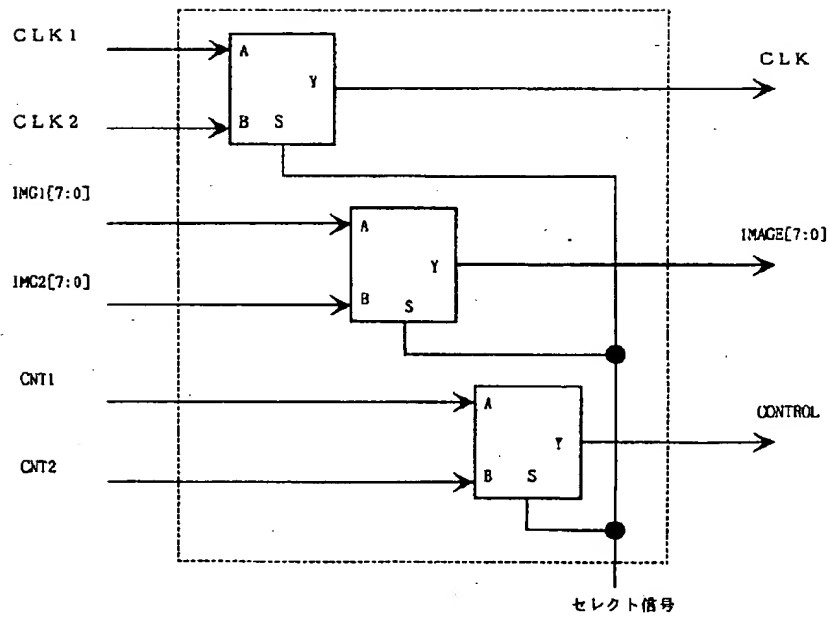 CLK1
A
Y
CLK
CLK2
B S
IMG1[7:0]
A
Y
IMAGE[7:0]
IMG2[7:0]
B S
CNT1
A
Y
CONTROL
CNT2
B S
セレクト信号